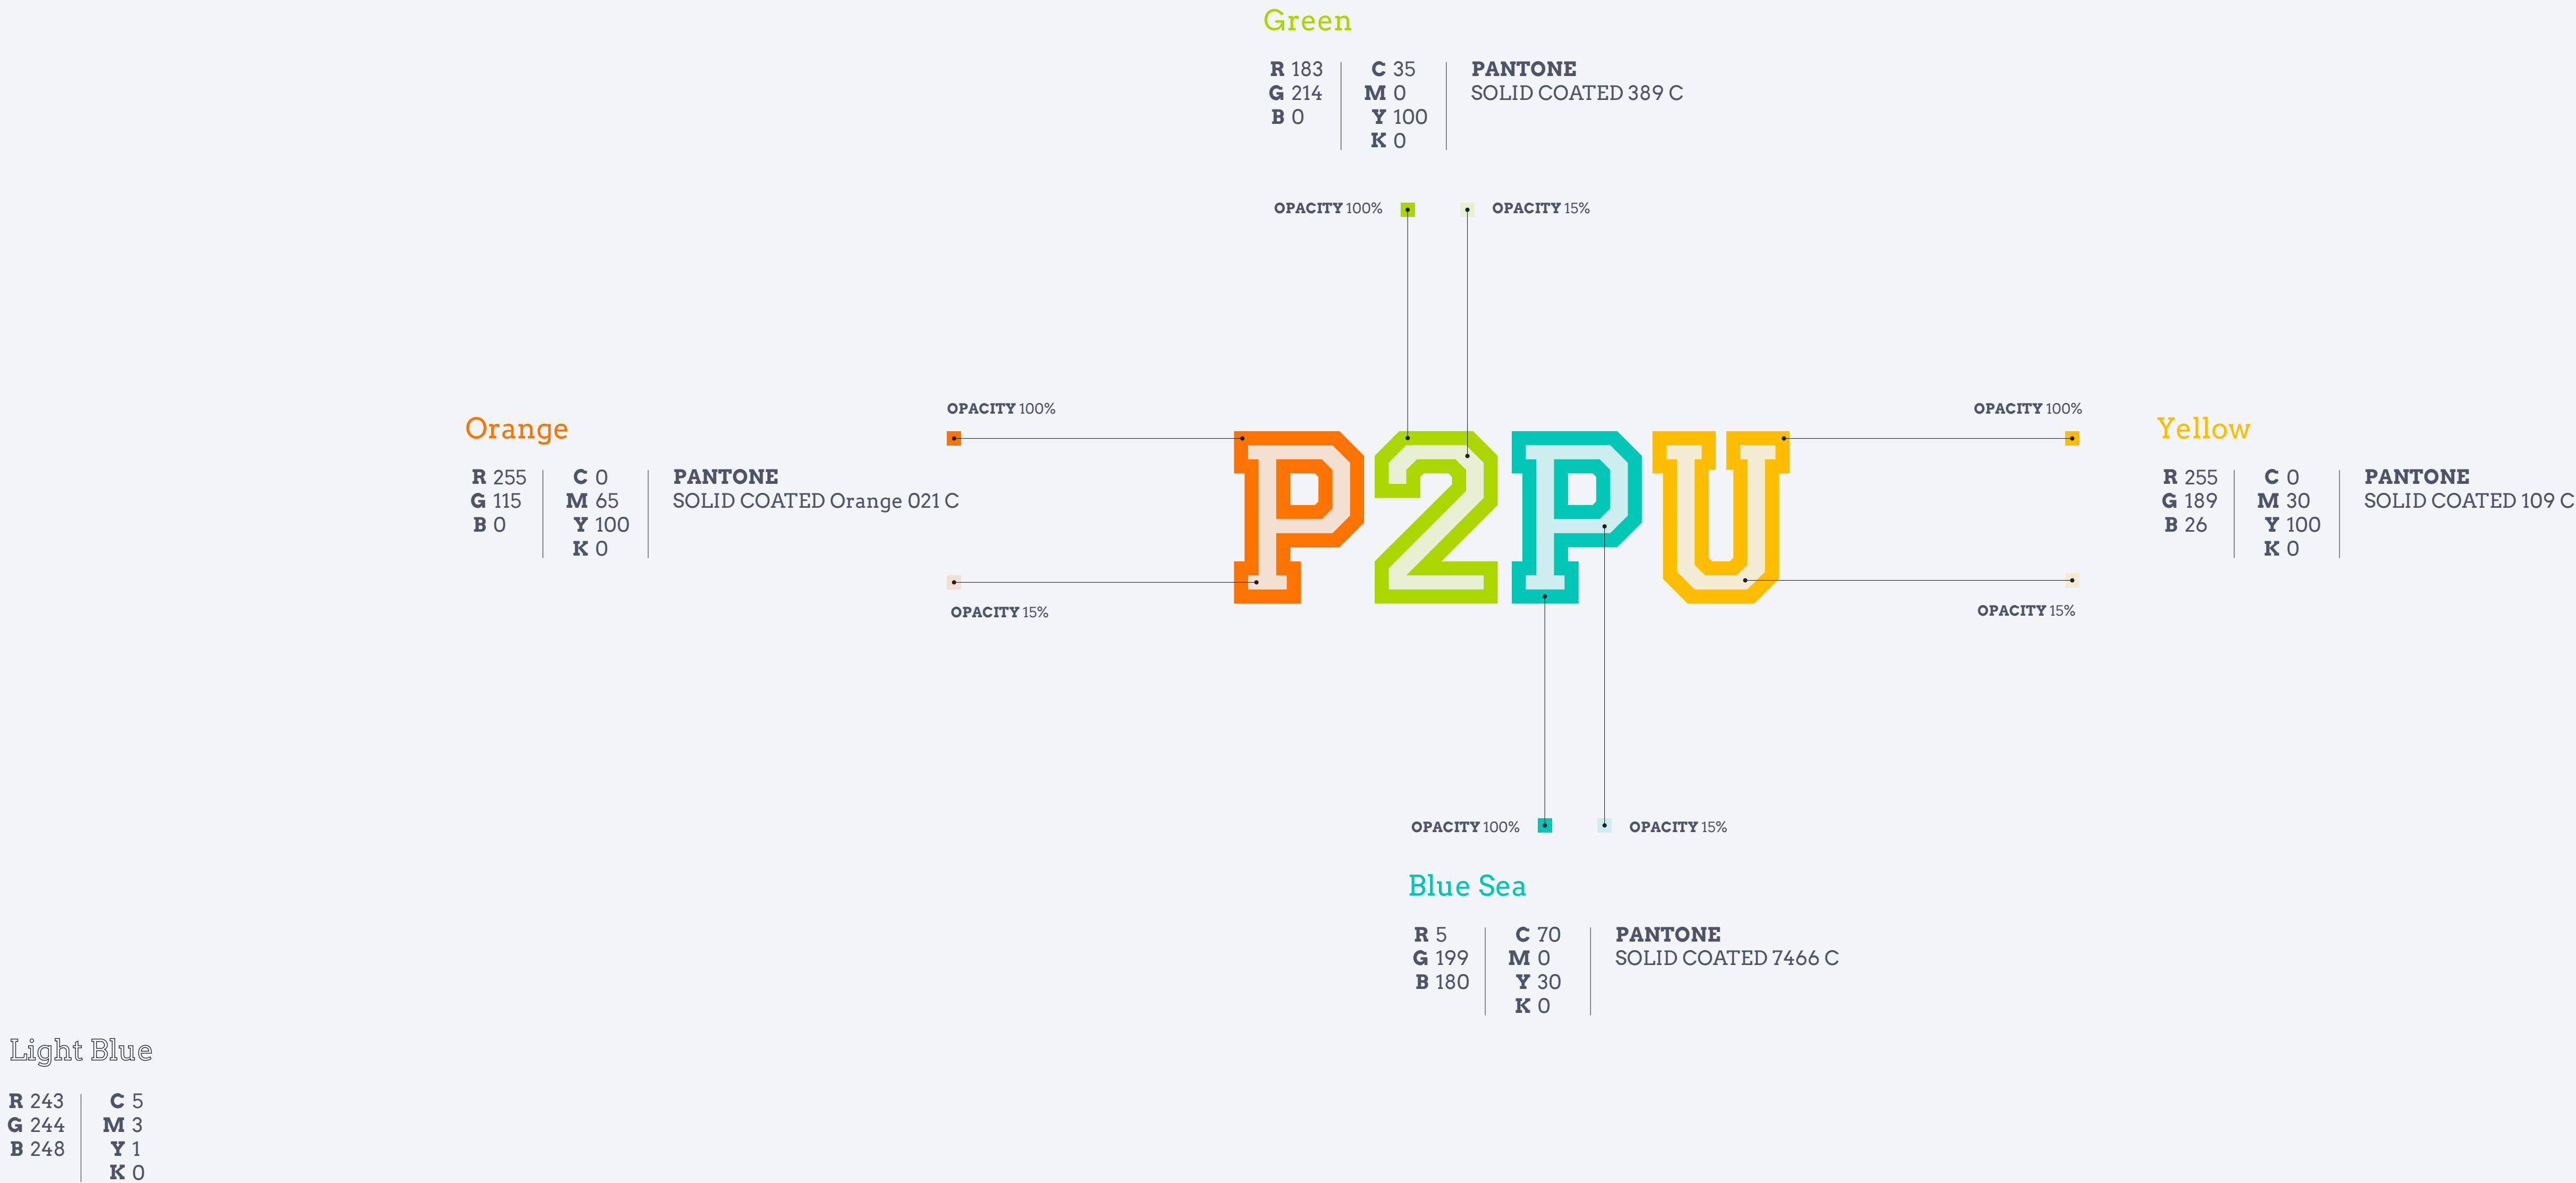 Green
R 183
G 214
B 0
C 35
M 0
Y 100
K 0
PANTONE
SOLID COATED 389 C
OPACITY 100%
OPACITY 15%
Orange
R 255
G 115
B 0
C 0
M 65
Y 100
K 0
PANTONE
SOLID COATED Orange 021 C
OPACITY 100%
OPACITY 15%
P2PU
OPACITY 100%
OPACITY 15%
Yellow
R 255
G 189
B 26
C 0
M 30
Y 100
K 0
PANTONE
SOLID COATED 109 C
OPACITY 100%
OPACITY 15%
Blue Sea
R 5
G 199
B 180
C 70
M 0
Y 30
K 0
PANTONE
SOLID COATED 7466 C
Light Blue
R 243
G 244
B 248
C 5
M 3
Y 1
K 0